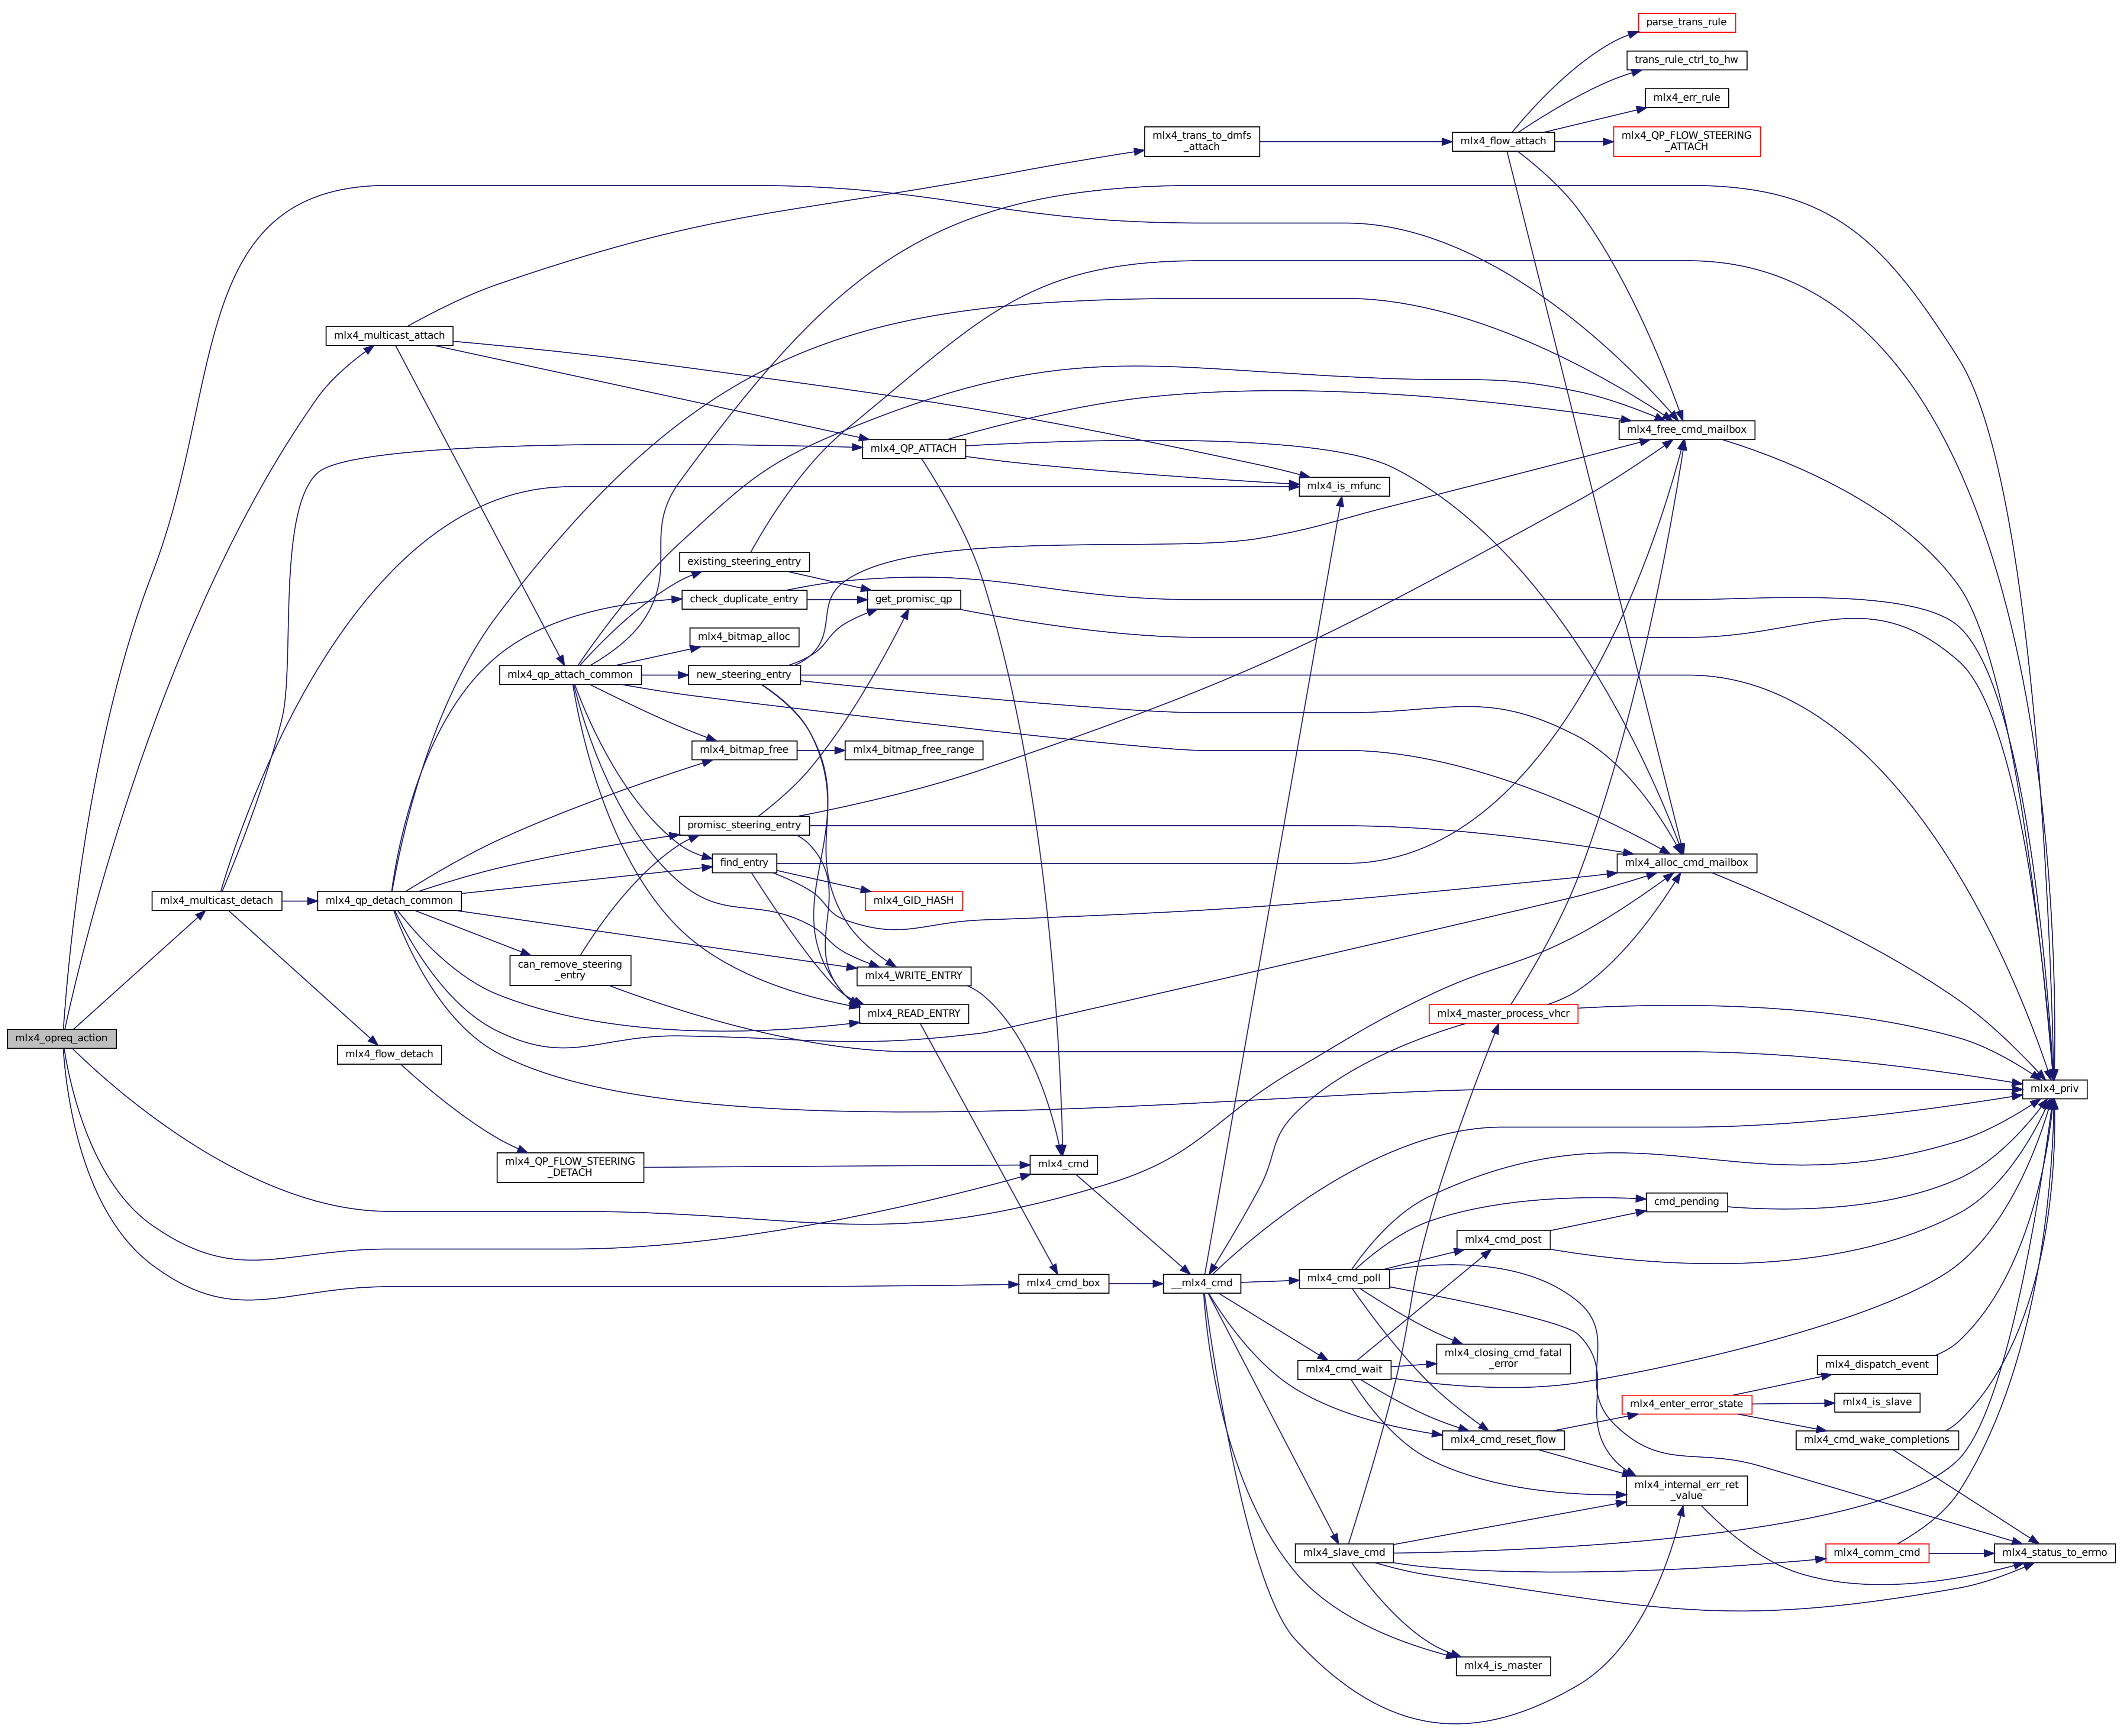 parse_trans_rule
trans_rule_ctrl_to_hw
mlx4_err_rule
mlx4_trans_to_dmfs
_attach
mlx4_flow_attach
mlx4_QP_FLOW_STEERING
_ATTACH
mlx4_multicast_attach
mlx4_free_cmd_mailbox
mlx4_QP_ATTACH
mlx4_is_mfunc
existing_steering_entry
check_duplicate_entry
get_promisc_qp
mlx4_bitmap_alloc
mlx4_qp_attach_common
new_steering_entry
mlx4_bitmap_free
mlx4_bitmap_free_range
promisc_steering_entry
find_entry
mlx4_alloc_cmd_mailbox
mlx4_multicast_detach
mlx4_qp_detach_common
mlx4_GID_HASH
can_remove_steering
_entry
mlx4_WRITE_ENTRY
mlx4_READ_ENTRY
mlx4_master_process_vhcr
mlx4_opreq_action
mlx4_flow_detach
mlx4_priv
mlx4_QP_FLOW_STEERING
_DETACH
mlx4_cmd
cmd_pending
mlx4_cmd_post
mlx4_cmd_box
__mlx4_cmd
mlx4_cmd_poll
mlx4_closing_cmd_fatal
_error
mlx4_cmd_wait
mlx4_dispatch_event
mlx4_enter_error_state
mlx4_is_slave
mlx4_cmd_reset_flow
mlx4_cmd_wake_completions
mlx4_internal_err_ret
_value
mlx4_slave_cmd
mlx4_comm_cmd
mlx4_status_to_errno
mlx4_is_master